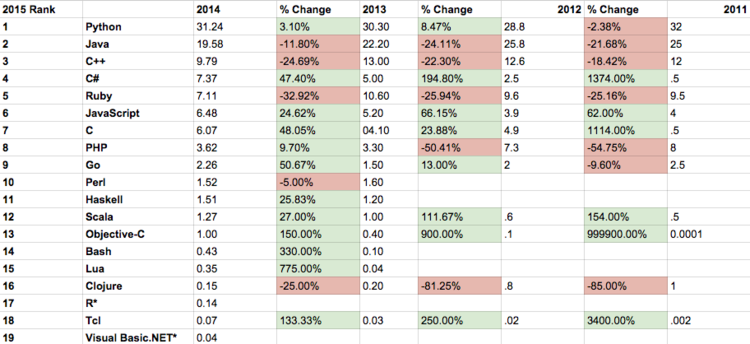 2015 Rank 2014 % Change 2013 % Change 2012 % Change 2011
1 Python 31.24 3.10% 30.30 8.47% 28.8 -2.38% 32
2 Java 19.58 -11.80% 22.20 -24.11% 25.8 -21.68% 25
3 C++ 9.79 -24.69% 13.00 -22.30% 12.6 -18.42% 12
4 C# 7.37 47.40% 5.00 194.80% 2.5 1374.00% .5
5 Ruby 7.11 -32.92% 10.60 -25.94% 9.6 -25.16% 9.5
6 JavaScript 6.48 24.62% 5.20 66.15% 3.9 62.00% 4
7 C 6.07 48.05% 04.10 23.88% 4.9 1114.00% .5
8 PHP 3.62 9.70% 3.30 -50.41% 7.3 -54.75% 8
9 Go 2.26 50.67% 1.50 13.00% 2 -9.60% 2.5
10 Perl 1.52 -5.00% 1.60
11 Haskell 1.51 25.83% 1.20
12 Scala 1.27 27.00% 1.00 111.67% .6 154.00% .5
13 Objective-C 1.00 150.00% 0.40 900.00% .1 999900.00% 0.0001
14 Bash 0.43 330.00% 0.10
15 Lua 0.35 775.00% 0.04
16 Clojure 0.15 -25.00% 0.20 -81.25% .8 -85.00% 1
17 R* 0.14
18 Tcl 0.07 133.33% 0.03 250.00% .02 3400.00% .002
19 Visual Basic.NET* 0.04